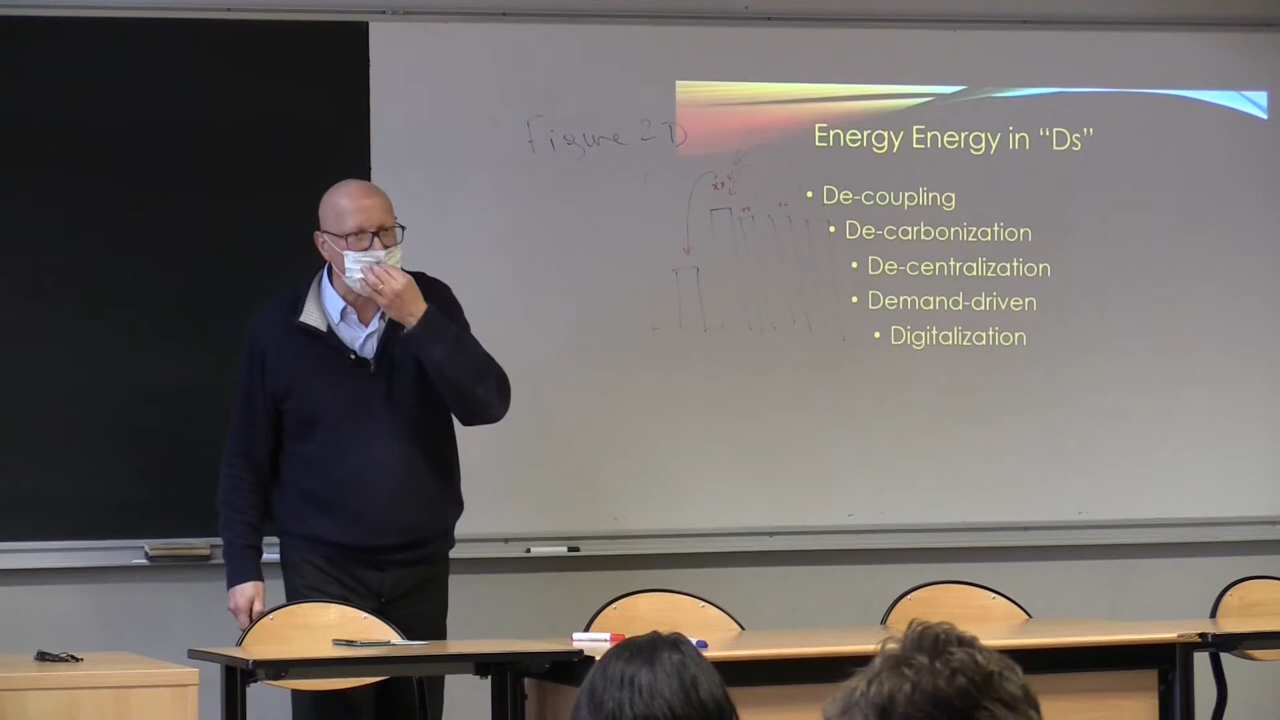 Figure 2D
Energy Energy in “Ds”
• De-coupling
• De-carbonization
• De-centralization
• Demand-driven
• Digitalization